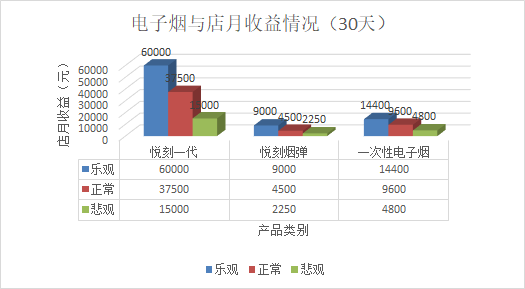 电子烟与店月收益情况（30天）
店月收益（元）
60000
50000
40000
30000
20000
10000
0
60000
37500
15000
9000
4500
2250
14400
9600
4800
悦刻一代 悦刻烟弹 一次性电子烟
乐观 60000 9000 14400
正常 37500 4500 9600
悲观 15000 2250 4800
产品类别
乐观 正常 悲观